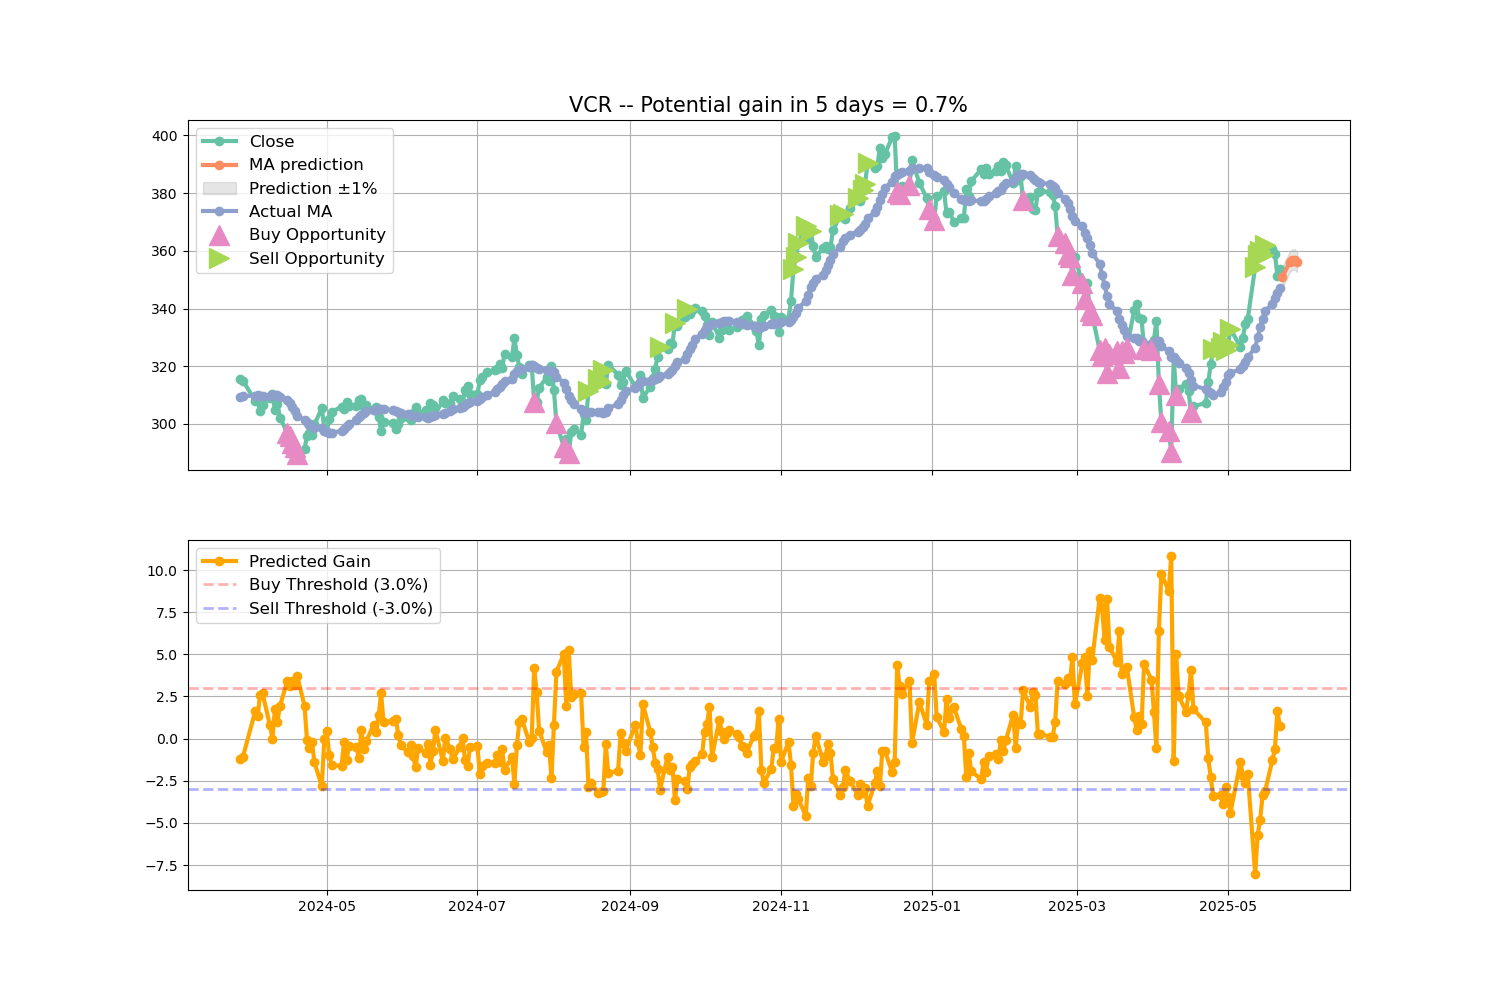 VCR -- Potential gain in 5 days = 0.7%
400
380
360
340
320
300
Close
MA prediction
Prediction ±1%
Actual MA
Buy Opportunity
Sell Opportunity
10.0
7.5
5.0
2.5
0.0
−2.5
−5.0
−7.5
Predicted Gain
Buy Threshold (3.0%)
Sell Threshold (-3.0%)
2024-05 2024-07 2024-09 2024-11 2025-01 2025-03 2025-05